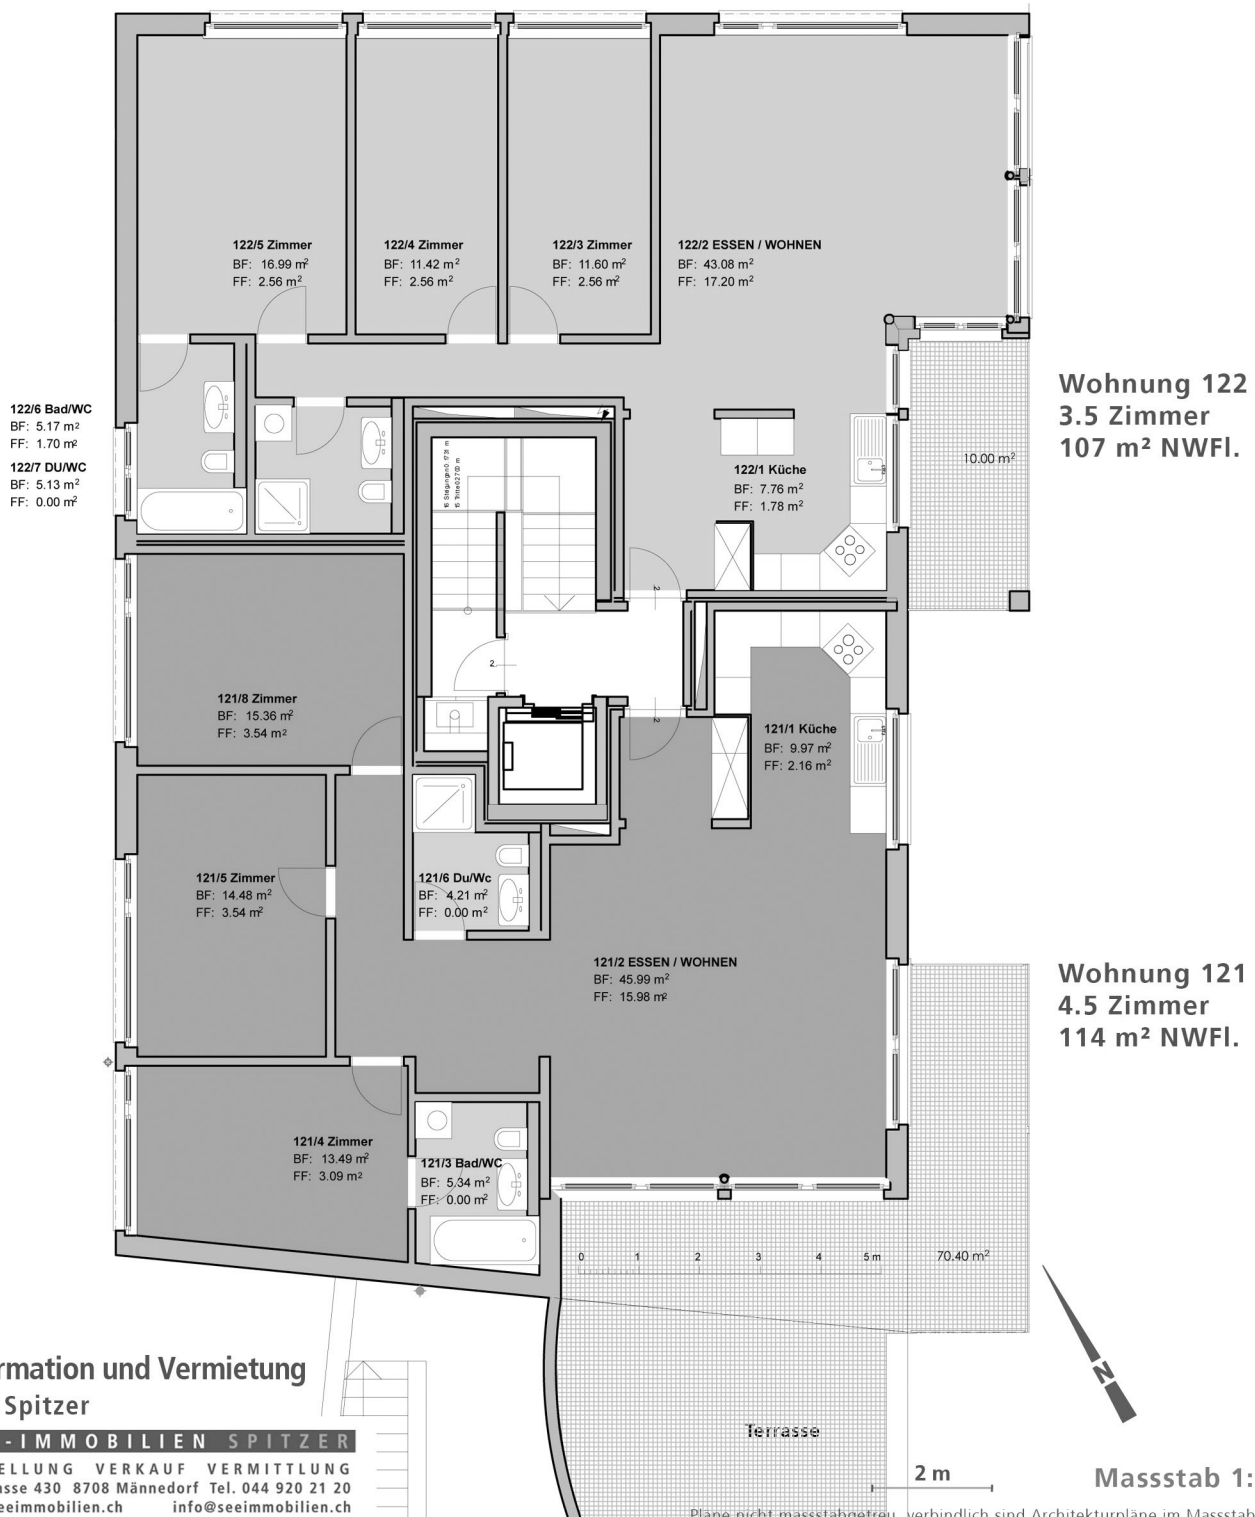 122/5 Zimmer
BF: 16.99 m²
FF: 2.56 m²
122/4 Zimmer
BF: 11.42 m²
FF: 2.56 m²
122/3 Zimmer
BF: 11.60 m²
FF: 2.56 m²
122/2 ESSEN / WOHNEN
BF: 43.08 m²
FF: 17.20 m²
122/6 Bad/WC
BF: 5.17 m²
FF: 1.70 m²
122/7 DU/WC
BF: 5.13 m²
FF: 0.00 m²
Wohnung 122
3.5 Zimmer
107 m² NWFl.
10.00 m²
122/1 Küche
BF: 7.76 m²
FF: 1.78 m²
2
2
2
121/8 Zimmer
BF: 15.36 m²
FF: 3.54 m²
121/1 Küche
BF: 9.97 m²
FF: 2.16 m²
121/5 Zimmer
BF: 14.48 m²
FF: 3.54 m²
121/6 Du/Wc
BF: 4.21 m²
FF: 0.00 m²
121/2 ESSEN / WOHNEN
BF: 45.99 m²
FF: 15.98 m²
Wohnung 121
4.5 Zimmer
114 m² NWFl.
121/4 Zimmer
BF: 13.49 m²
FF: 3.09 m²
121/3 Bad/WC
BF: 5.34 m²
FF: 0.00 m²
0 1 2 3 4 5 m
70.40 m²
N
rmation und Vermietung
Spitzer
-IMMOBILIEN SPITZER
ELLUNG VERKAUF VERMITTLUNG
asse 430 8708 Männedorf Tel. 044 920 21 20
eeimmobilien.ch info@seeimmobilien.ch
Terrasse
2 m
Massstab 1:
Pläne nicht massstabgetreu, verbindlich sind Architekturpläne im Massstab